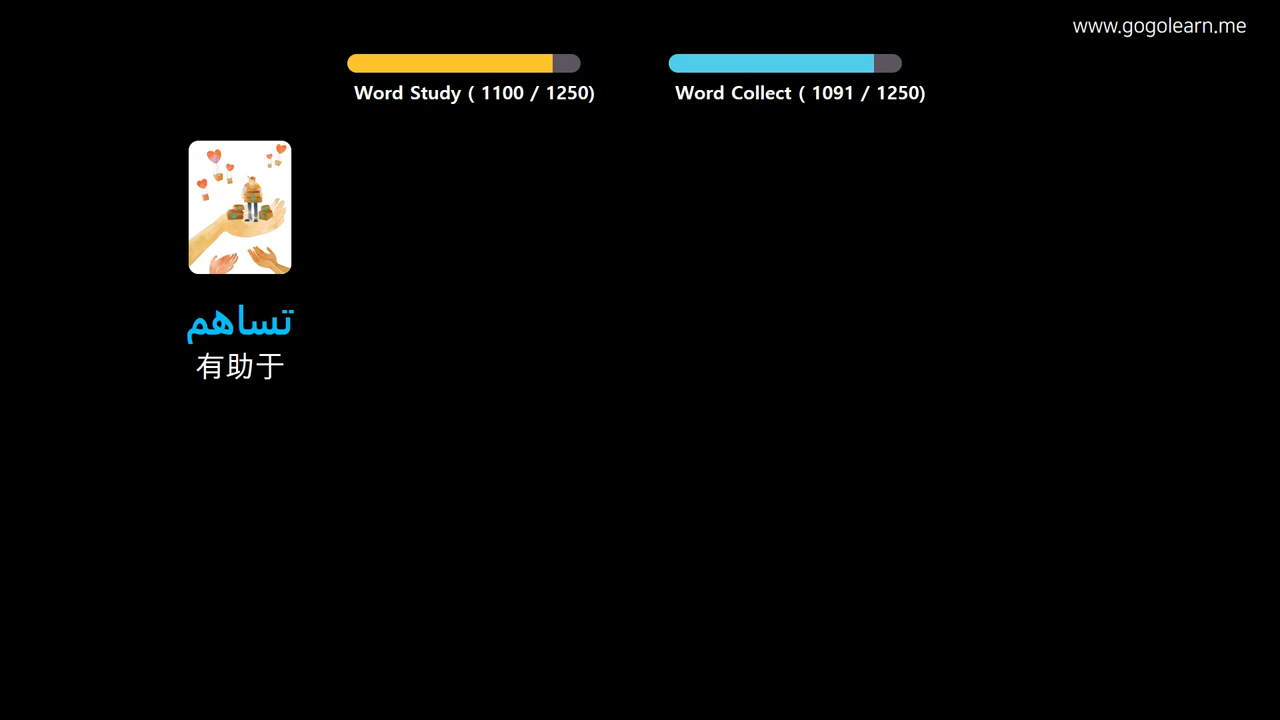 www.gogolearn.me
Word Study ( 1100 / 1250)
Word Collect ( 1091 / 1250)
تساهم
有助于